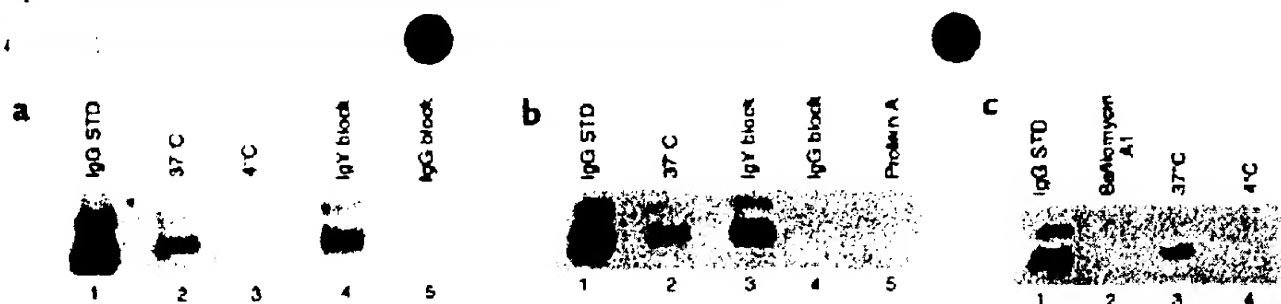 4
a
IgG STD
37°C
4°C
IgY block
IgG block
1 2 3 4 5
b
IgG STD
37°C
IgY block
IgG block
Protein A
1 2 3 4 5
c
IgG STD
Bafilomycin A1
37°C
4°C
1 2 3 4